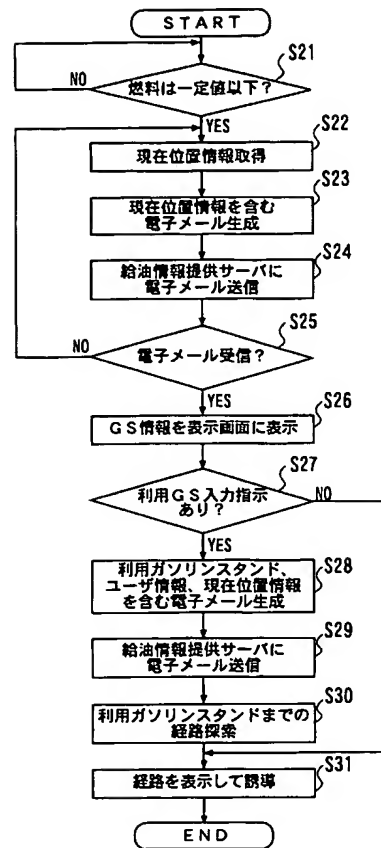 START
S21
燃料は一定値以下?
NO
YES
S22
現在位置情報取得
S23
現在位置情報を含む
電子メール生成
S24
給油情報提供サーバに
電子メール送信
S25
電子メール受信?
NO
YES
S26
GS情報を表示画面に表示
S27
利用GS入力指示
あり?
NO
YES
S28
利用ガソリンスタンド、
ユーザ情報、現在位置情報
を含む電子メール生成
S29
給油情報提供サーバに
電子メール送信
S30
利用ガソリンスタンドまでの
経路探索
S31
経路を表示して誘導
END